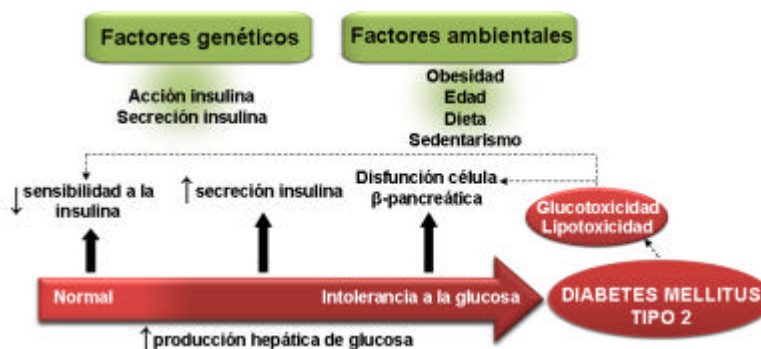 Factores genéticos
Factores ambientales
Acción insulina
Secreción insulina
Obesidad
Edad
Dieta
Sedentarismo
↓ sensibilidad a la
insulina
↑ secreción insulina
Disfunción célula
β-pancreática
Glucotoxicidad
Lipotoxicidad
Normal
Intolerancia a la glucosa
DIABETES MELLITUS
TIPO 2
↑ producción hepática de glucosa